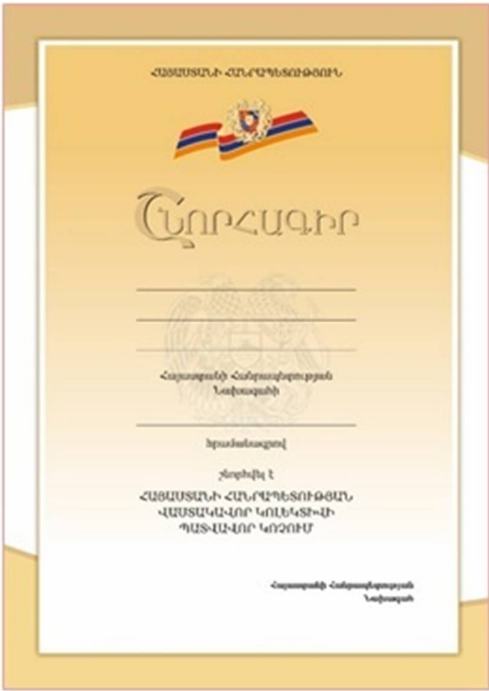 ՀԱՅԱՍՏԱՆԻ ՀԱՆՐԱՊԵՏՈՒԹՅՈՒՆ
ՇՆՈՐՀԱԳԻՐ
Հայաստանի Հանրապետության
Նախագահի
հրամանագրով
շնորհվել է
ՀԱՅԱՍՏԱՆԻ ՀԱՆՐԱՊԵՏՈՒԹՅԱՆ
ՎԱՍՏԱԿԱՎՈՐ ԿՈԼԵԿՏԻՎԻ
ՊԱՏՎԱՎՈՐ ԿՈՉՈՒՄ
Հայաստանի Հանրապետության
Նախագահ